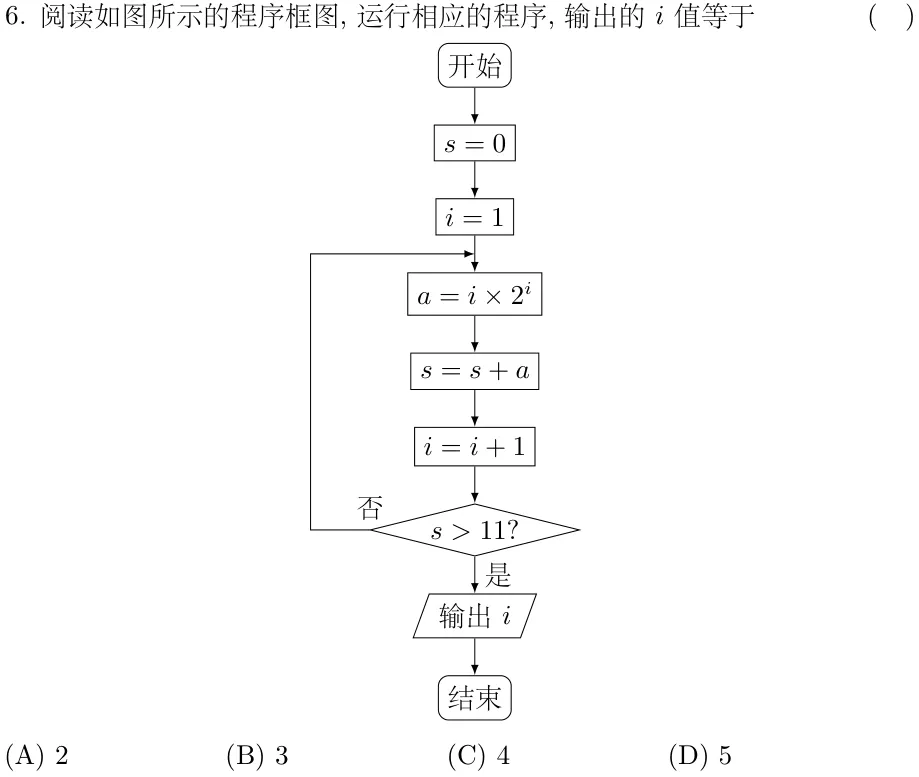 6. 阅读如图所示的程序框图, 运行相应的程序, 输出的 i 值等于 ( )
开始
s = 0
i = 1
a = i × 2^i
s = s + a
i = i + 1
否
s > 11?
是
输出 i
结束
(A) 2 (B) 3 (C) 4 (D) 5